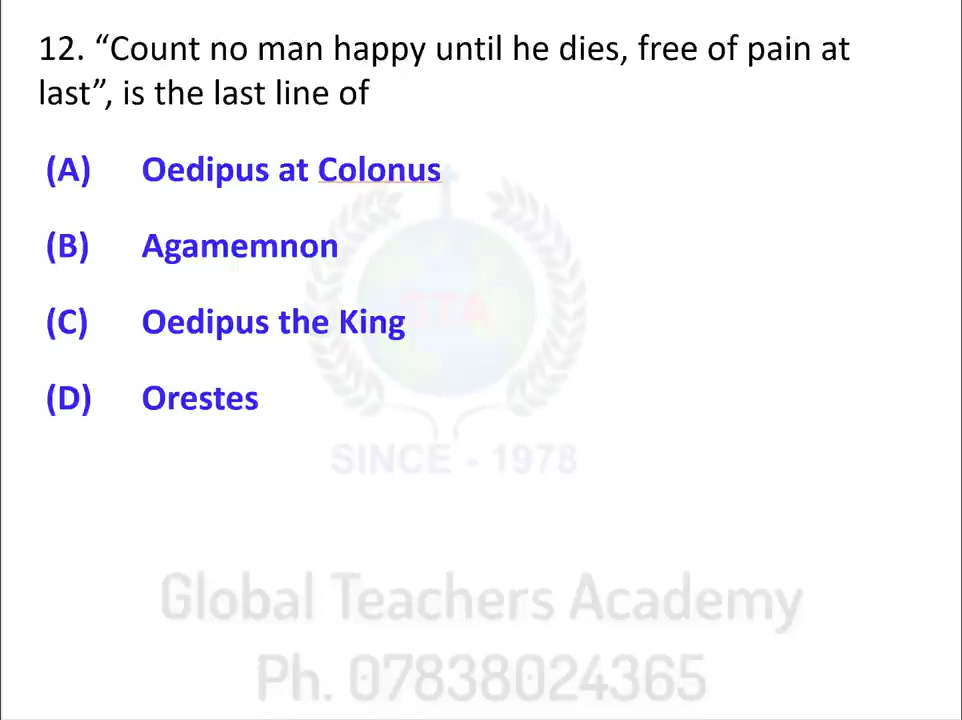 12. “Count no man happy until he dies, free of pain at
last”, is the last line of
(A) Oedipus at Colonus
(B) Agamemnon
(C) Oedipus the King
(D) Orestes
GTA
SINCE - 1978
Global Teachers Academy
Ph. 07838024365